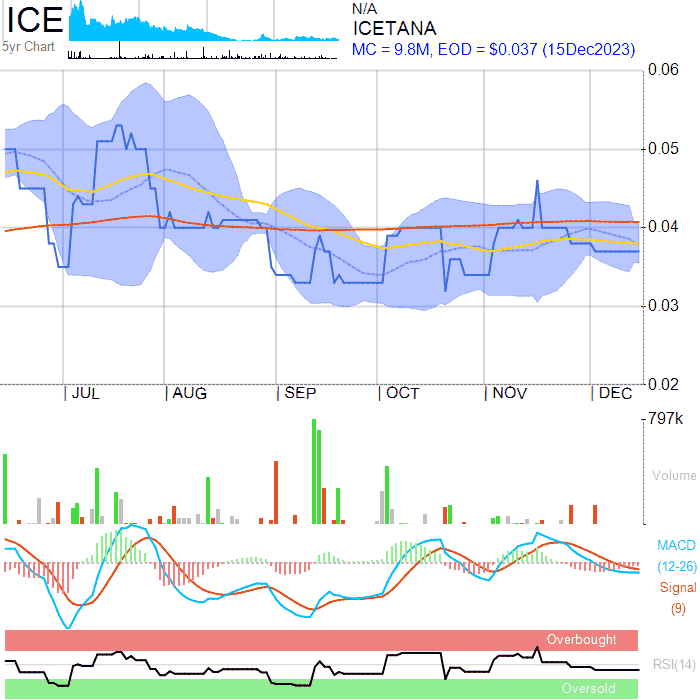 ICE
5yr Chart
N/A
ICETANA
MC = 9.8M, EOD = $0.037 (15Dec2023)
0.06
0.05
0.04
0.03
0.02
JUL AUG SEP OCT NOV DEC
797k
Volume
MACD
(12-26)
Signal
(9)
Overbought
RSI(14)
Oversold